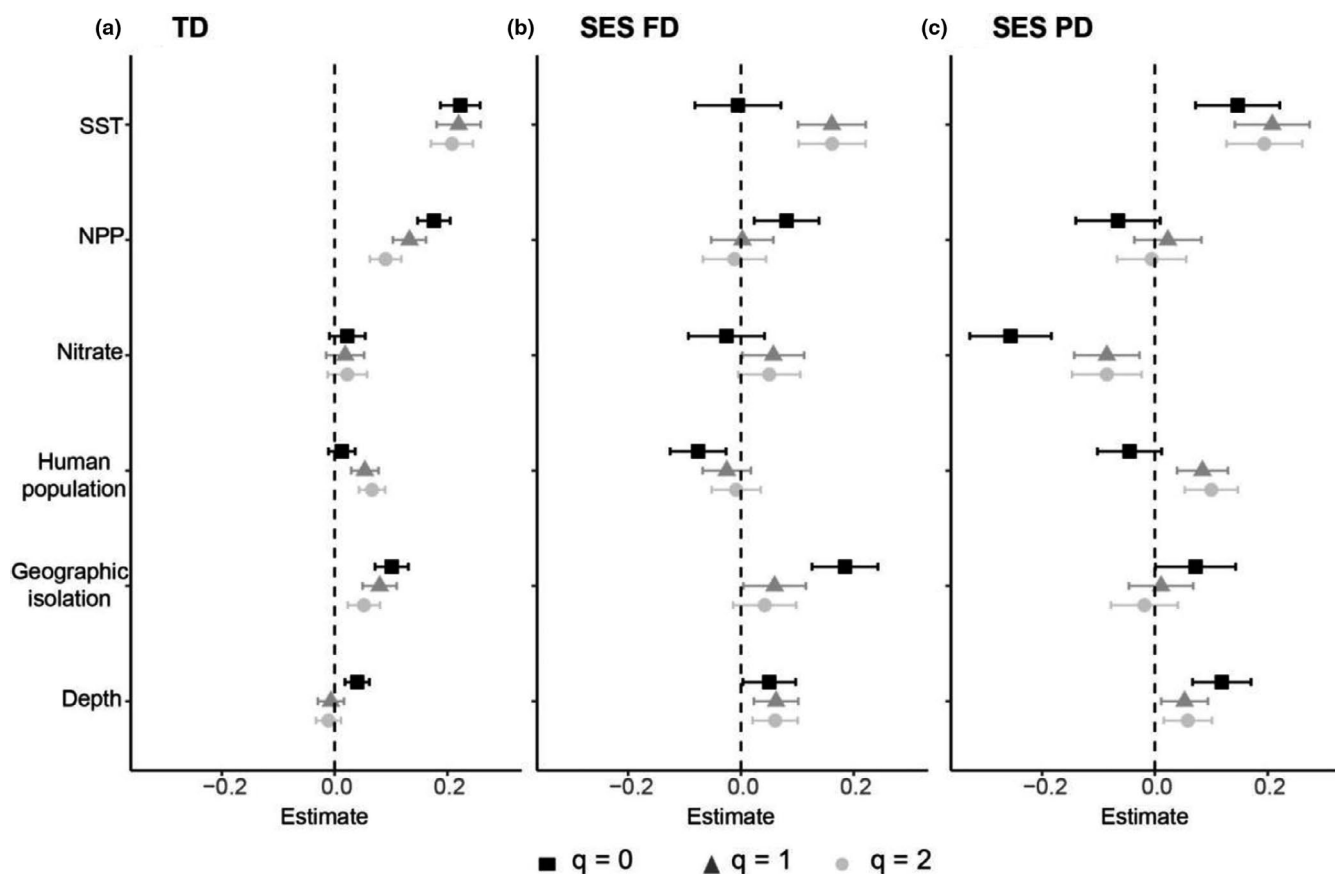 (a) TD (b) SES FD (c) SES PD
SST
NPP
Nitrate
Human
population
Geographic
isolation
Depth
−0.2 0.0 0.2 −0.2 0.0 0.2 −0.2 0.0 0.2
Estimate Estimate Estimate
q = 0 q = 1 q = 2